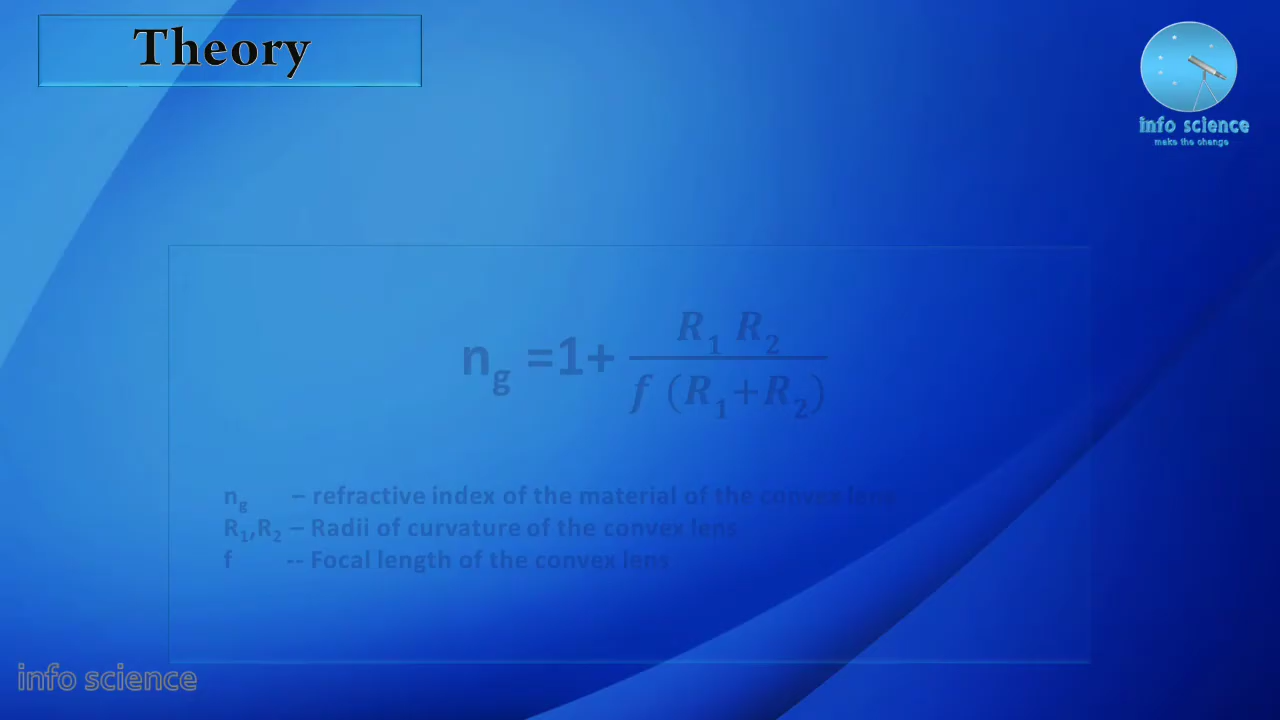 Theory
info science
make the change
n_g =1+ \frac{R_1 R_2}{f (R_1+R_2)}
n_g – refractive index of the material of the convex lens
R_1,R_2 – Radii of curvature of the convex lens
f -- Focal length of the convex lens
info science